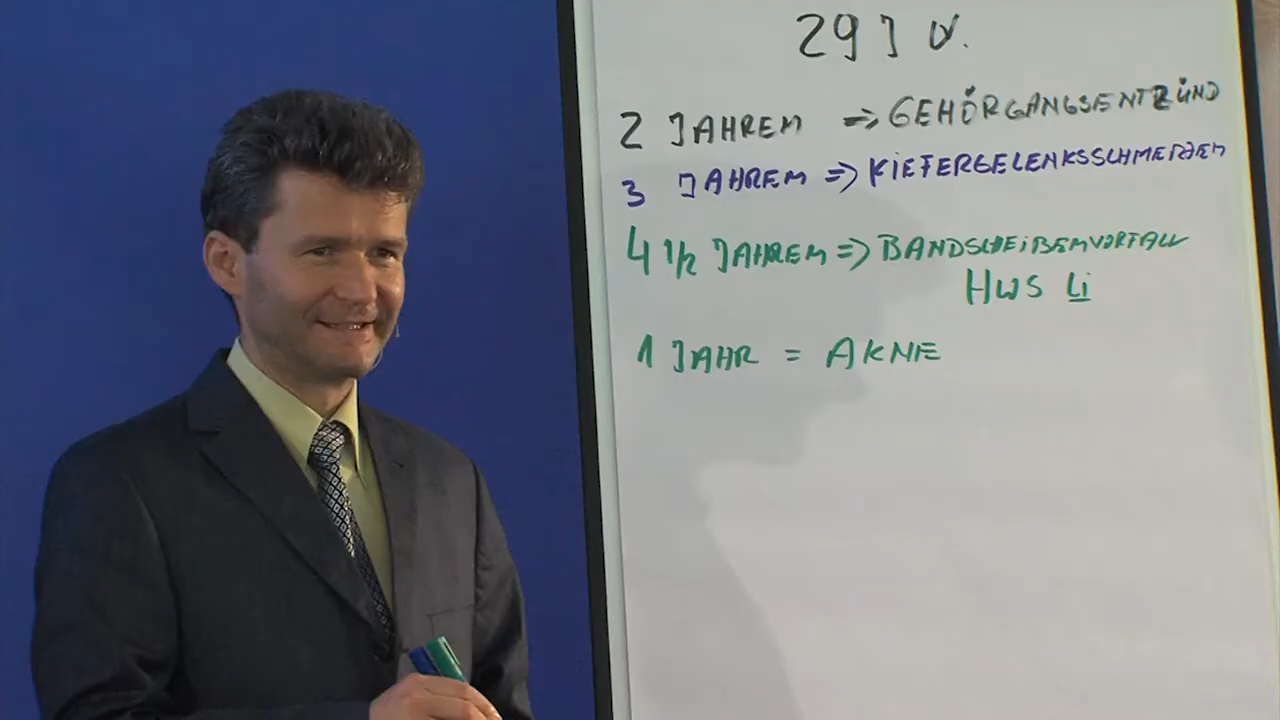 29 J W.
2 JAHREN => GEHÖRGANGSENTZÜND
3 JAHREN => KIEFERGELENKSSCHMERZEN
4 1/2 JAHREN => BANDSCHEIBENVORFALL
HWS Li
1 JAHR = AKNE